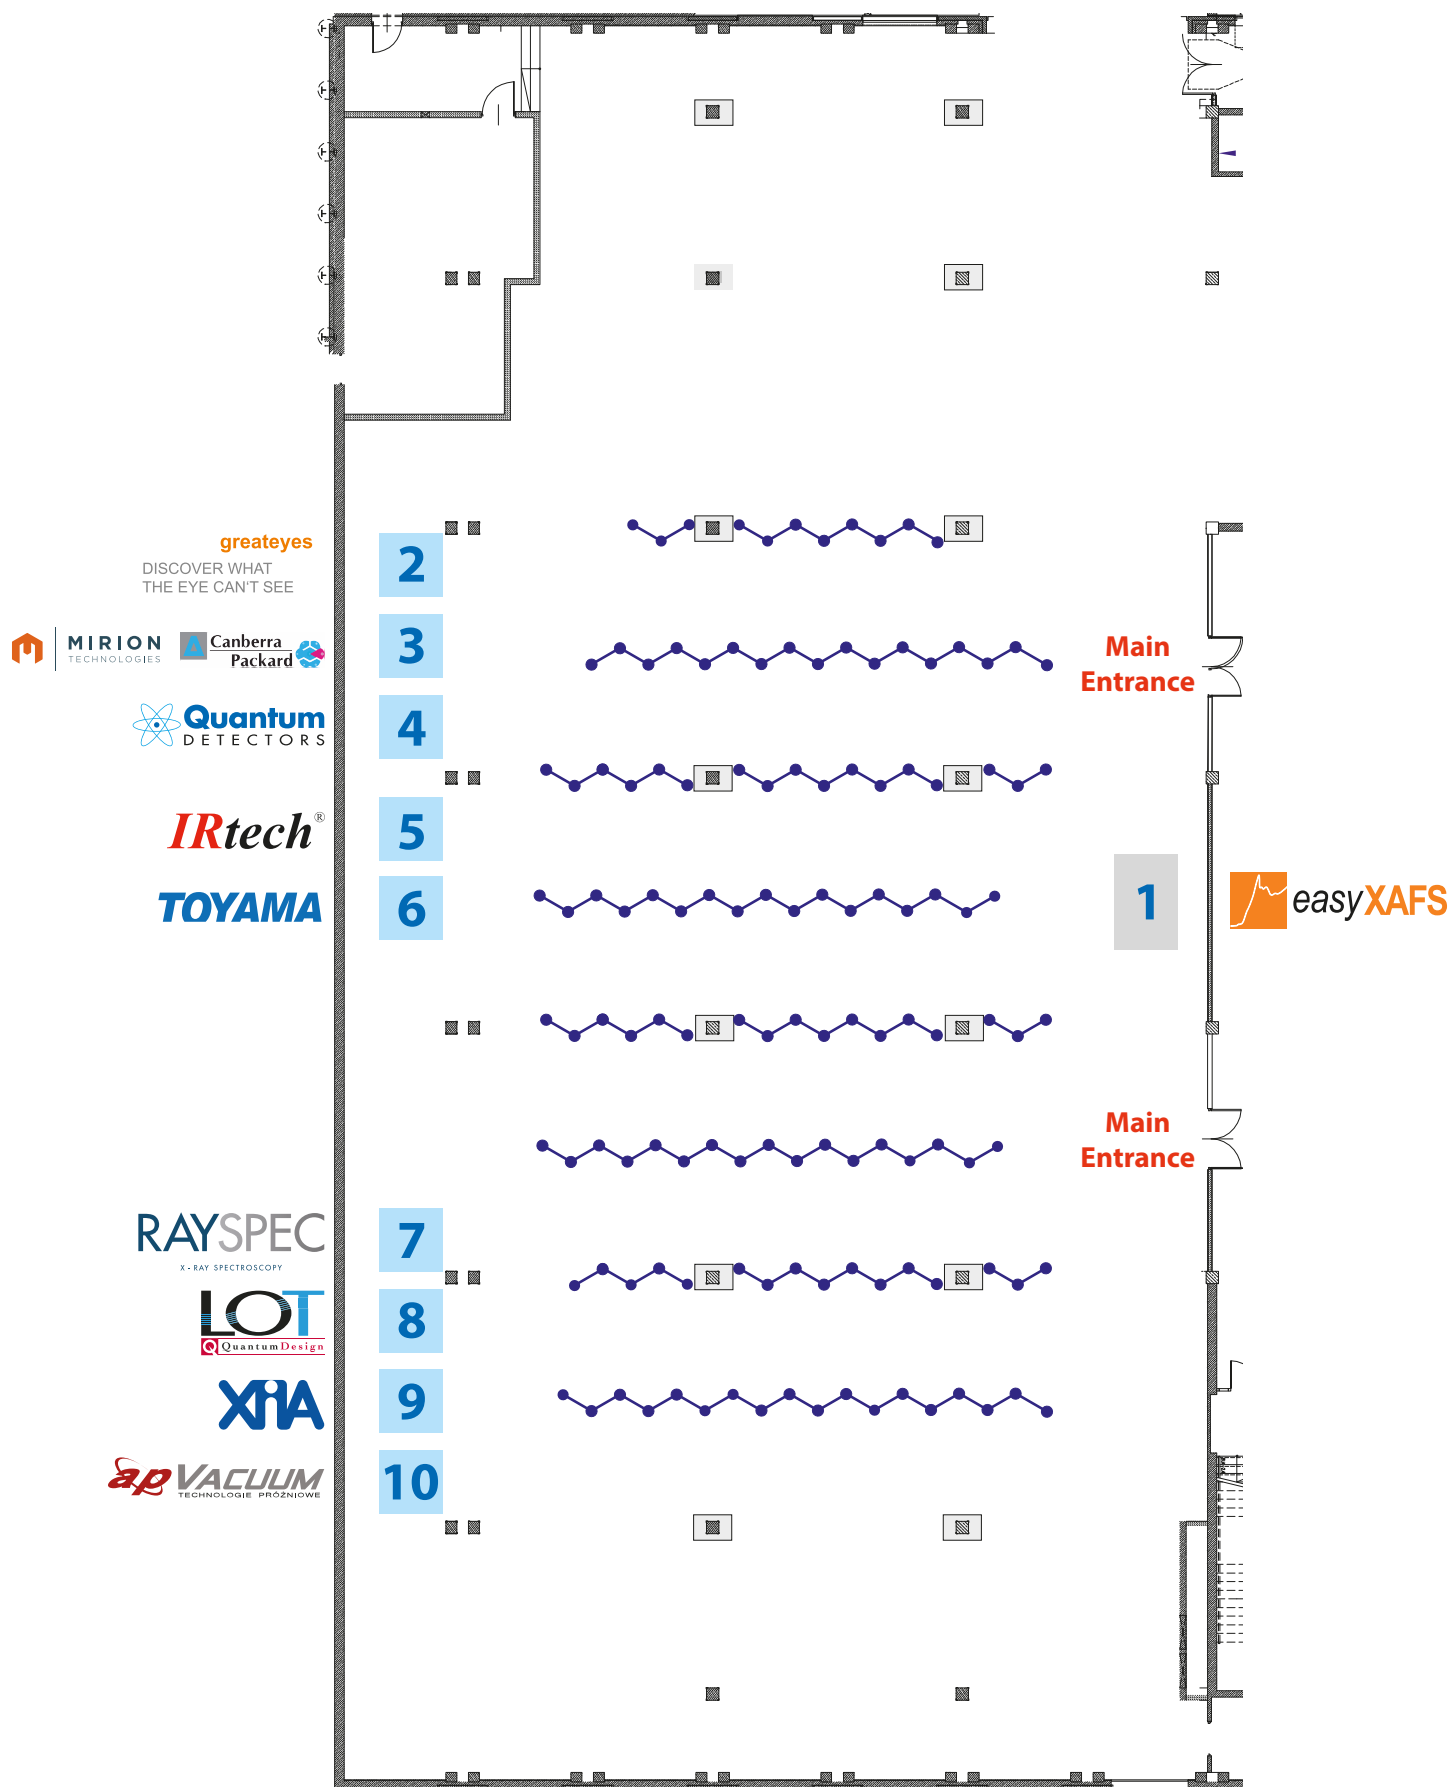 greateyes
DISCOVER WHAT
THE EYE CAN'T SEE
2
MIRION
TECHNOLOGIES
Canberra
Packard
3
Main
Entrance
Quantum
DETECTORS
4
IRtech®
5
TOYAMA
6
1
easyXAFS
Main
Entrance
RAYSPEC
X-RAY SPECTROSCOPY
7
LOT
QuantumDesign
8
XIA
9
ap VACUUM
TECHNOLOGIE PRÓŻNIOWE
10